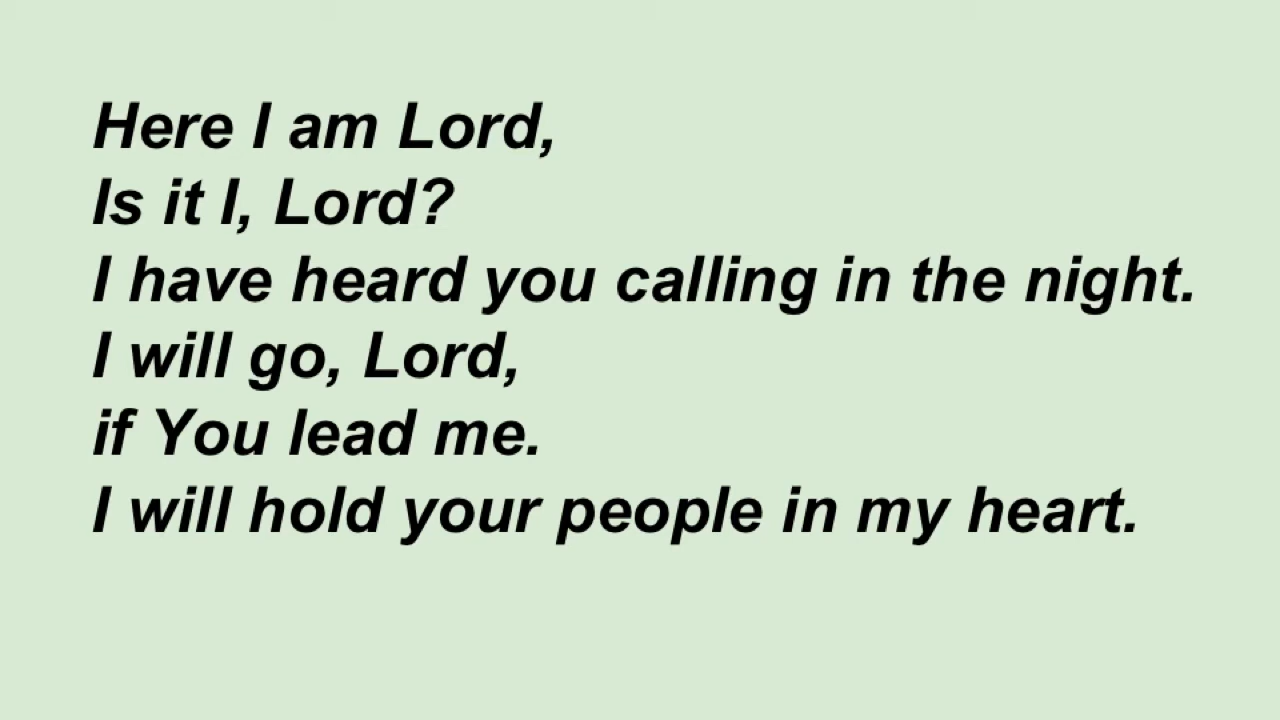 Here I am Lord,
Is it I, Lord?
I have heard you calling in the night.
I will go, Lord,
if You lead me.
I will hold your people in my heart.